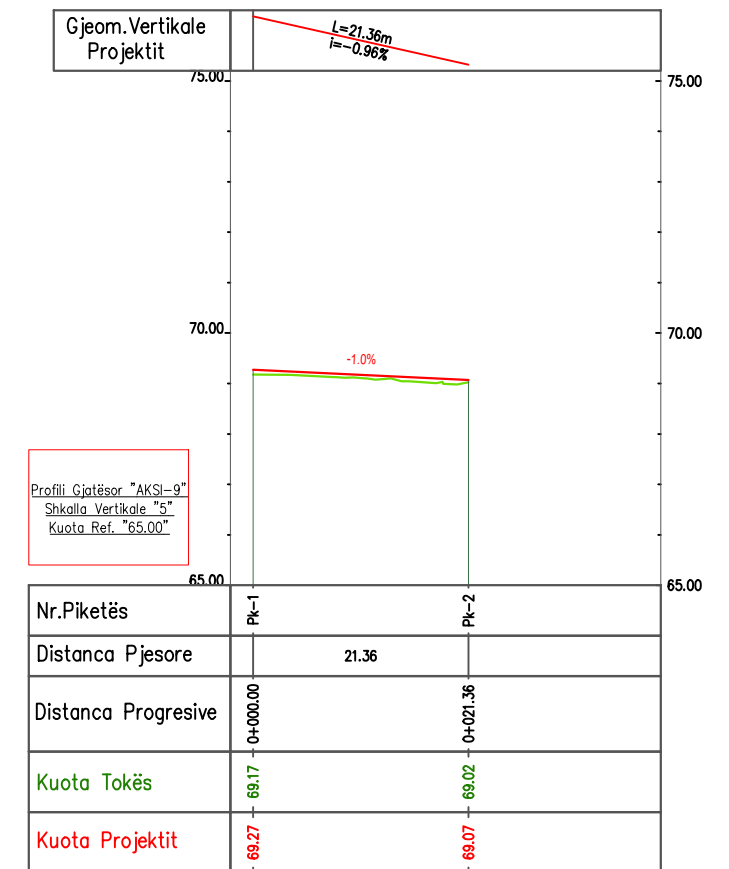 Gjeom.Vertikale
Projektit
L=21.36m
i=-0.96%
75.00
75.00
70.00
70.00
-1.0%
Profili Gjatësor "AKSI-9"
Shkalla Vertikale "5"
Kuota Ref. "65.00"
65.00
65.00
Nr.Piketës
Pk-1
Pk-2
Distanca Pjesore
21.36
Distanca Progresive
0+000.00
0+021.36
Kuota Tokës
69.17
69.02
Kuota Projektit
69.27
69.07